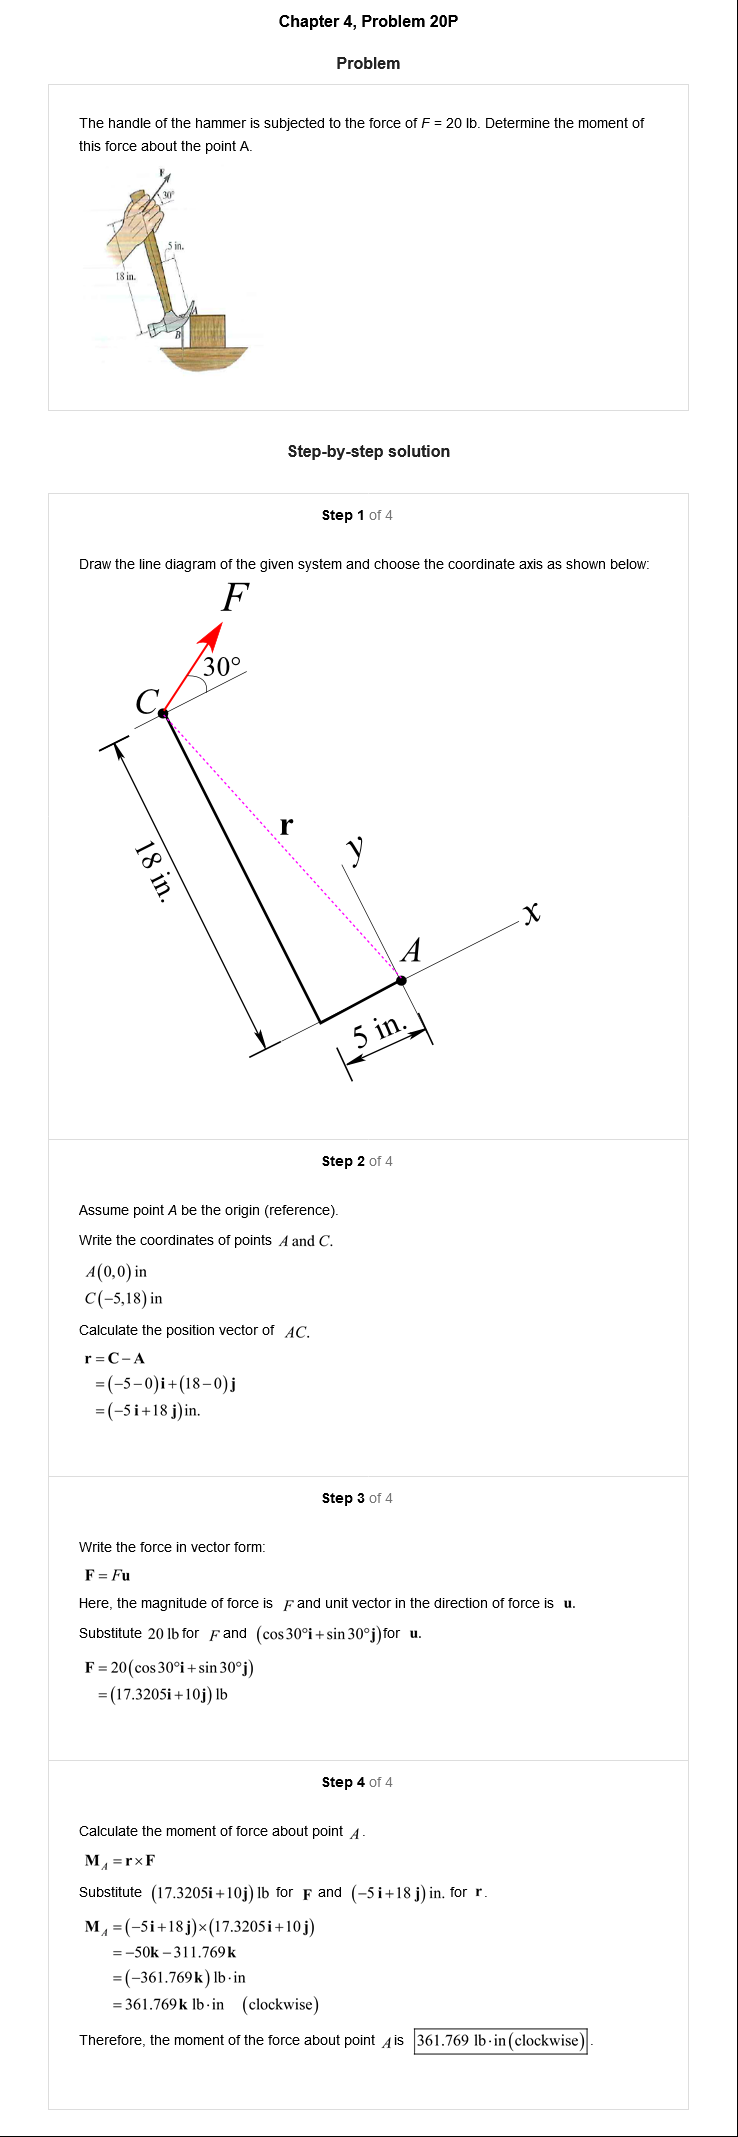 Chapter 4, Problem 20P
Problem
The handle of the hammer is subjected to the force of F = 20 lb. Determine the moment of
this force about the point A.
F
30°
5 in.
18 in.
B
Step-by-step solution
Step 1 of 4
Draw the line diagram of the given system and choose the coordinate axis as shown below:
F
30°
C
r
18 in.
y
x
A
5 in.
Step 2 of 4
Assume point A be the origin (reference).
Write the coordinates of points A and C.
A(0,0) in
C(−5,18) in
Calculate the position vector of AC.
r = C − A
= (−5−0)i + (18−0)j
= (−5 i + 18 j) in.
Step 3 of 4
Write the force in vector form:
F = Fu
Here, the magnitude of force is F and unit vector in the direction of force is u.
Substitute 20 lb for F and (cos 30°i + sin 30°j) for u.
F = 20(cos 30°i + sin 30°j)
= (17.3205i + 10j) lb
Step 4 of 4
Calculate the moment of force about point A.
M_A = r × F
Substitute (17.3205i + 10j) lb for F and (−5 i + 18 j) in. for r.
M_A = (−5i + 18j) × (17.3205i + 10j)
= −50k − 311.769k
= (−361.769k) lb·in
= 361.769k lb·in (clockwise)
Therefore, the moment of the force about point A is 361.769 lb·in (clockwise).